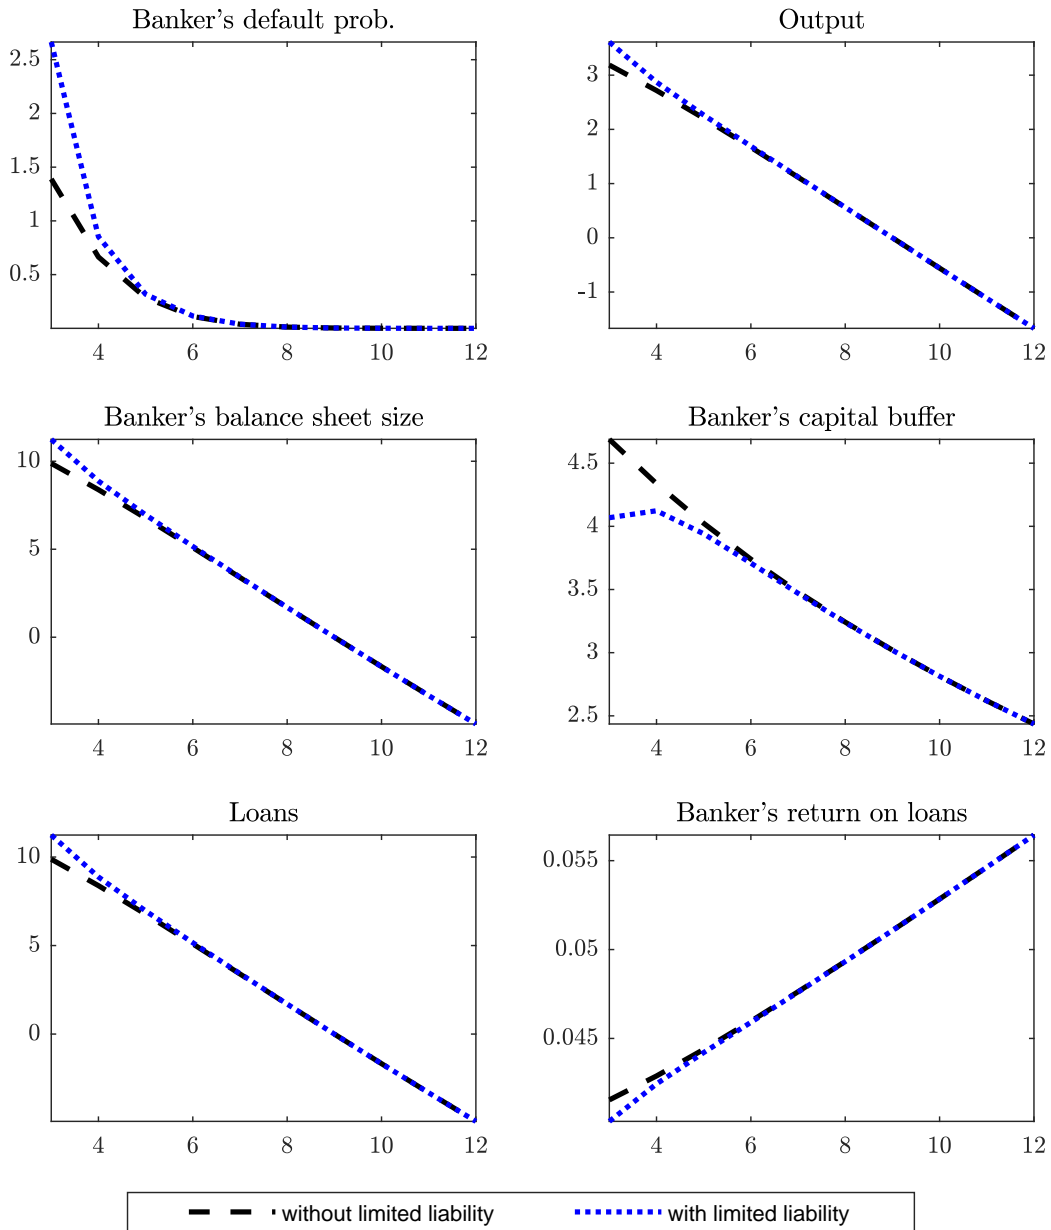 Banker's default prob.
2.5
2
1.5
1
0.5
4 6 8 10 12
Output
3
2
1
0
-1
4 6 8 10 12
Banker's balance sheet size
10
5
0
4 6 8 10 12
Banker's capital buffer
4.5
4
3.5
3
2.5
4 6 8 10 12
Loans
10
5
0
4 6 8 10 12
Banker's return on loans
0.055
0.05
0.045
4 6 8 10 12
without limited liability with limited liability